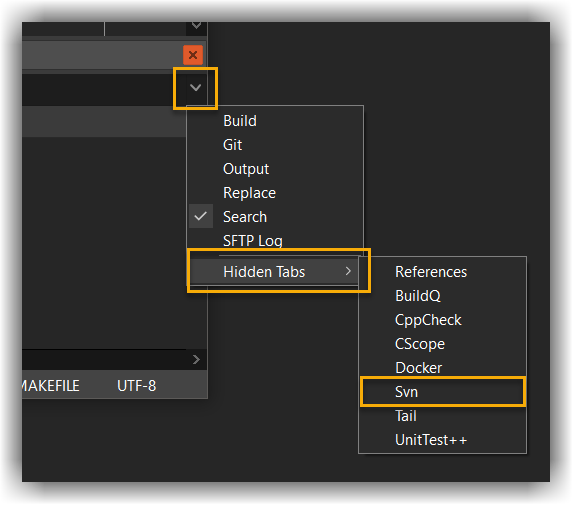 Build
Git
Output
Replace
Search
SFTP Log
Hidden Tabs
References
BuildQ
CppCheck
CScope
Docker
Svn
Tail
UnitTest++
MAKEFILE UTF-8